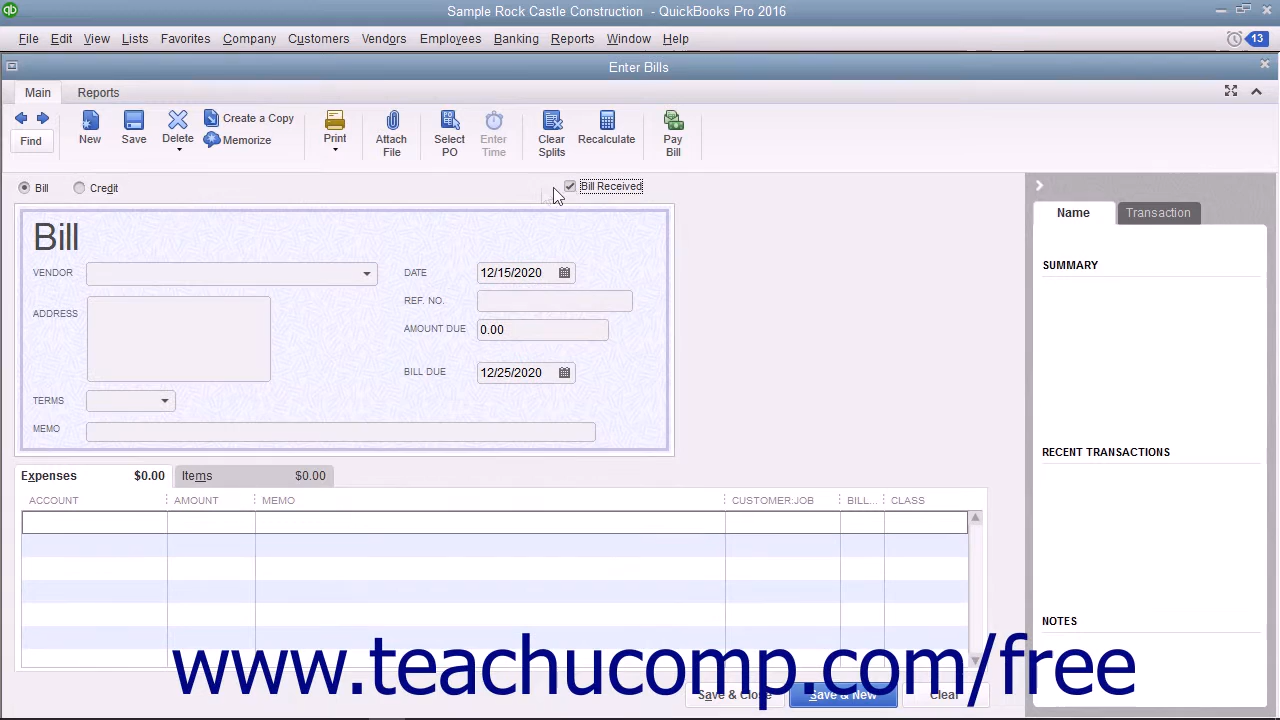 Sample Rock Castle Construction - QuickBooks Pro 2016
File Edit View Lists Favorites Company Customers Vendors Employees Banking Reports Window Help 13
Enter Bills
Main Reports
New Save Delete Create a Copy Memorize Print Attach File Select PO Enter Time Clear Splits Recalculate Pay Bill
Find
Bill Credit Bill Received
Name Transaction
Bill
VENDOR DATE 12/15/2020
SUMMARY
REF. NO.
ADDRESS
AMOUNT DUE 0.00
BILL DUE 12/25/2020
TERMS
MEMO
RECENT TRANSACTIONS
Expenses $0.00 Items $0.00
ACCOUNT AMOUNT MEMO CUSTOMER:JOB BILL... CLASS
NOTES
www.teachucomp.com/free
Save & Close Save & New Clear